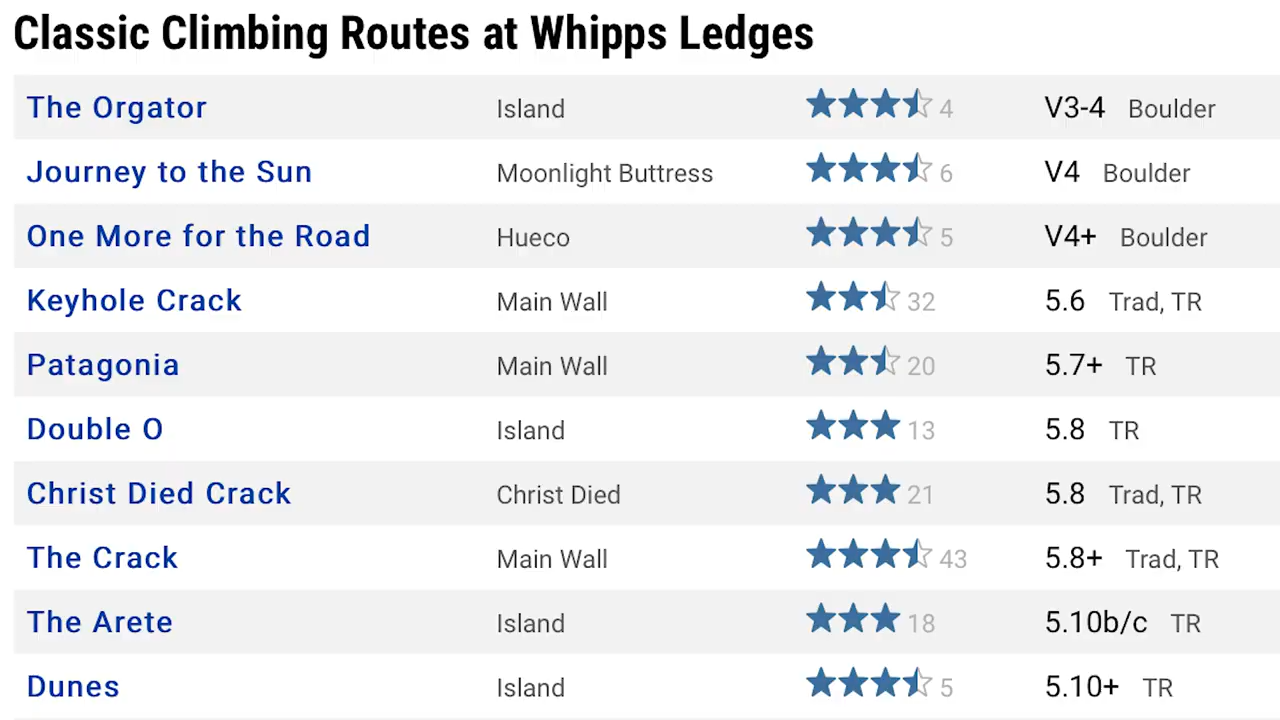 Classic Climbing Routes at Whipps Ledges
The Orgator Island 4 V3-4 Boulder
Journey to the Sun Moonlight Buttress 6 V4 Boulder
One More for the Road Hueco 5 V4+ Boulder
Keyhole Crack Main Wall 32 5.6 Trad, TR
Patagonia Main Wall 20 5.7+ TR
Double O Island 13 5.8 TR
Christ Died Crack Christ Died 21 5.8 Trad, TR
The Crack Main Wall 43 5.8+ Trad, TR
The Arete Island 18 5.10b/c TR
Dunes Island 5 5.10+ TR